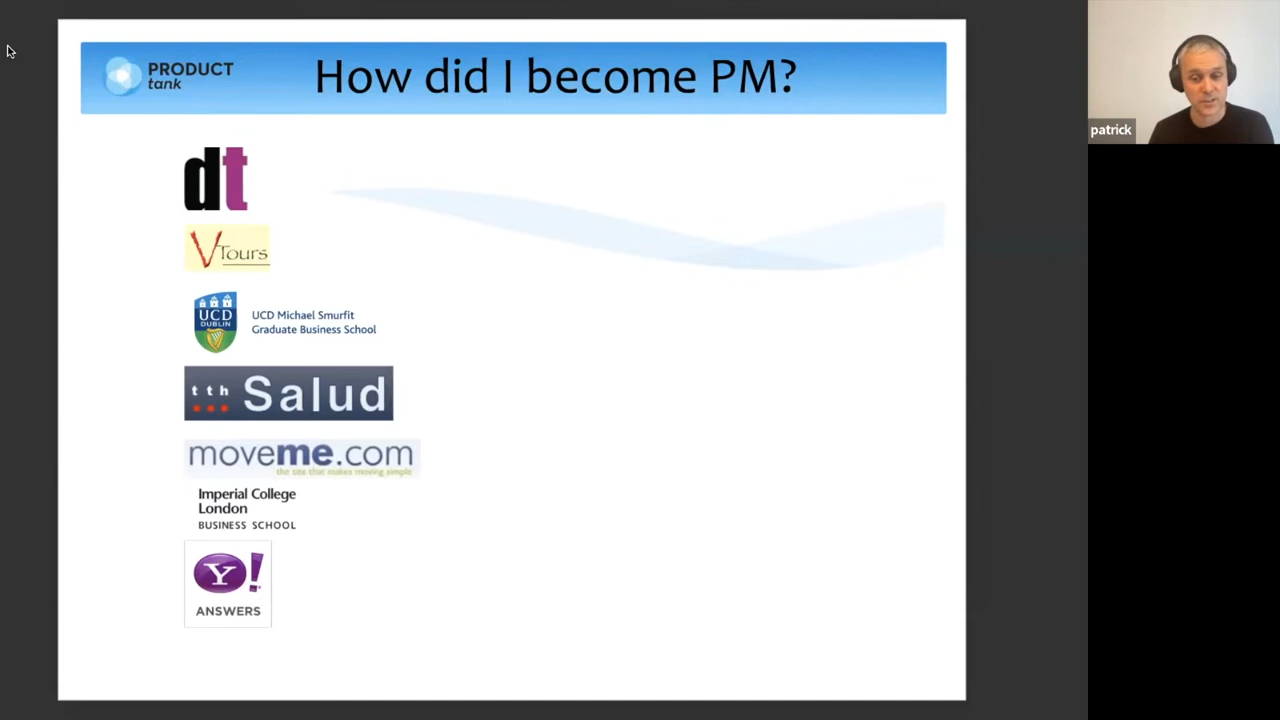 PRODUCT
tank
How did I become PM?
patrick
dt
V Tours
UCD
DUBLIN
UCD Michael Smurfit
Graduate Business School
tth Salud
moveme.com
the site that makes moving simple
Imperial College
London
BUSINESS SCHOOL
Y!
ANSWERS